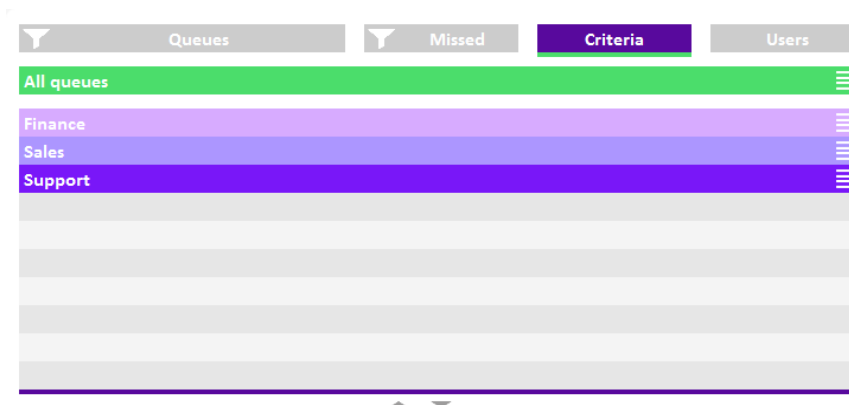 Queues Missed Criteria Users
All queues
Finance
Sales
Support